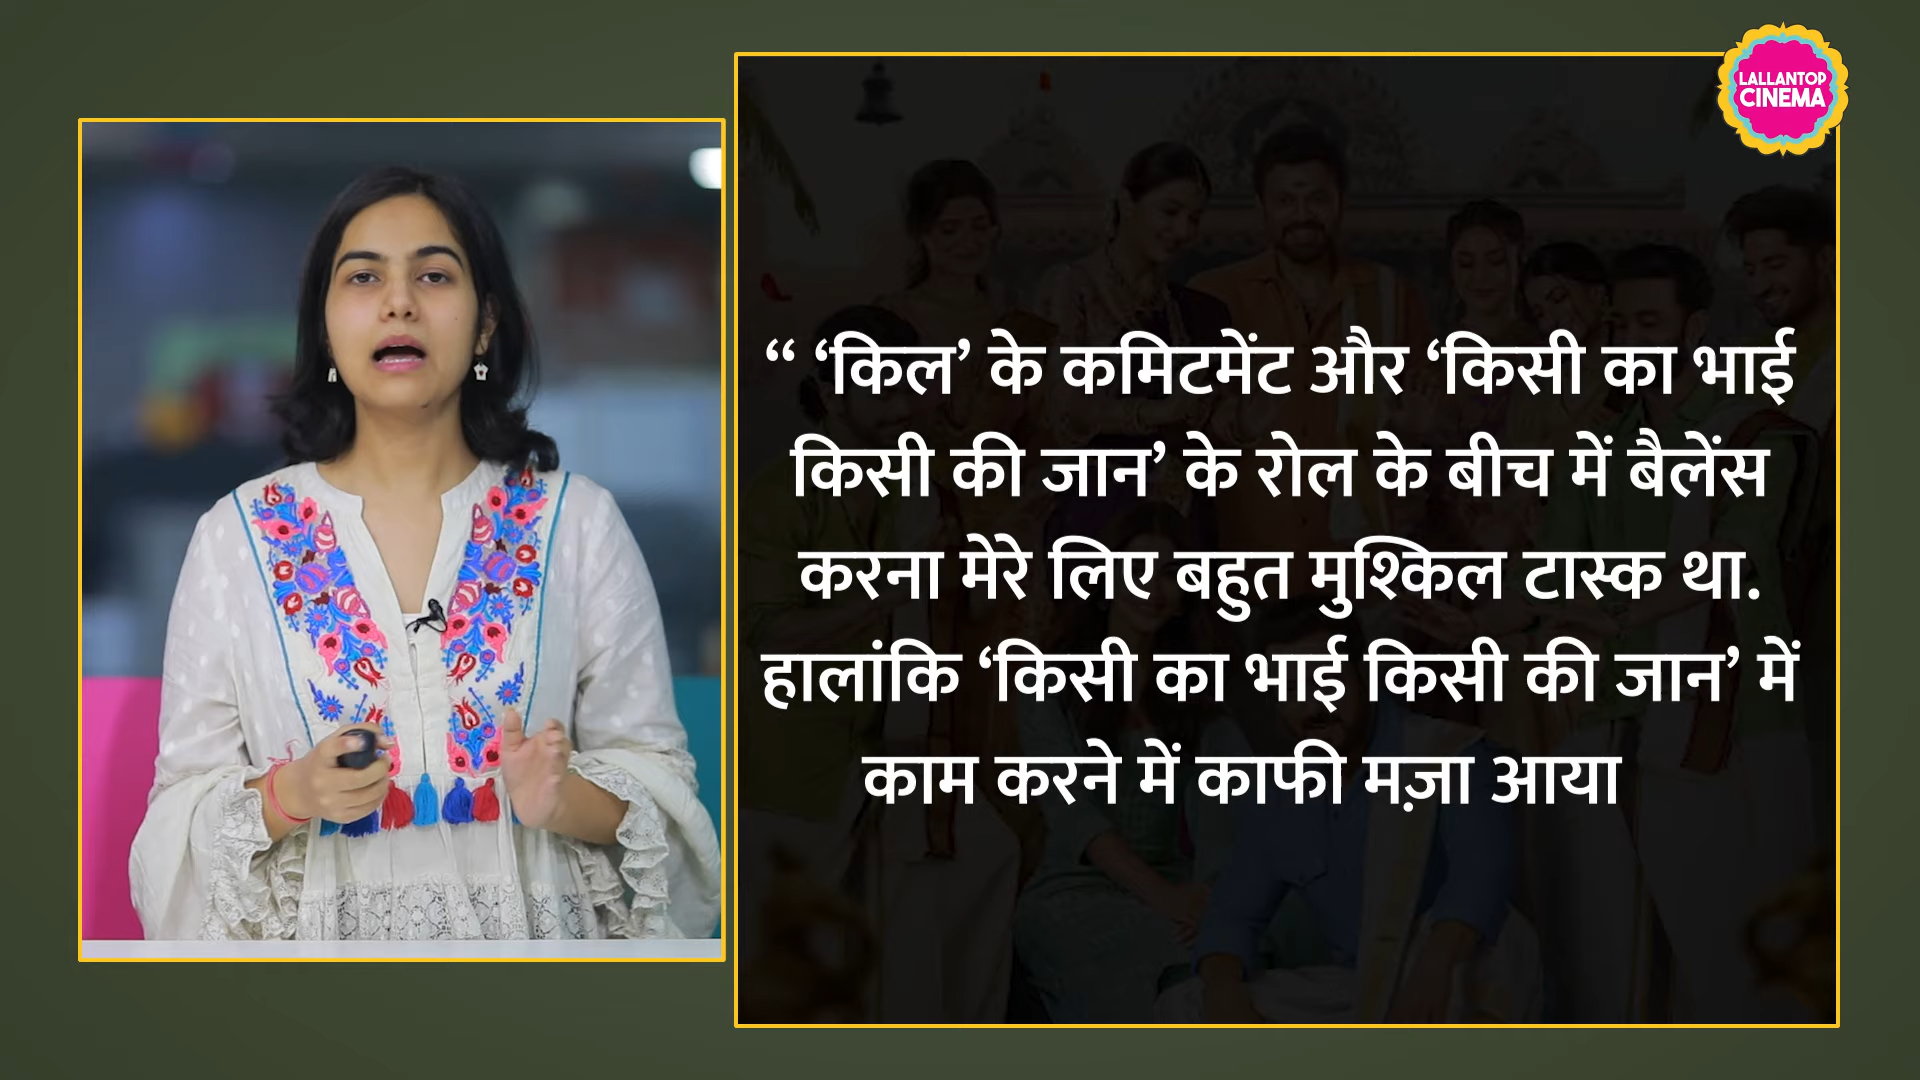 LALLANTOP
CINEMA
“ ‘किल’ के कमिटमेंट और ‘किसी का भाई
किसी की जान’ के रोल के बीच में बैलेंस
करना मेरे लिए बहुत मुश्किल टास्क था.
हालांकि ‘किसी का भाई किसी की जान’ में
काम करने में काफी मज़ा आया